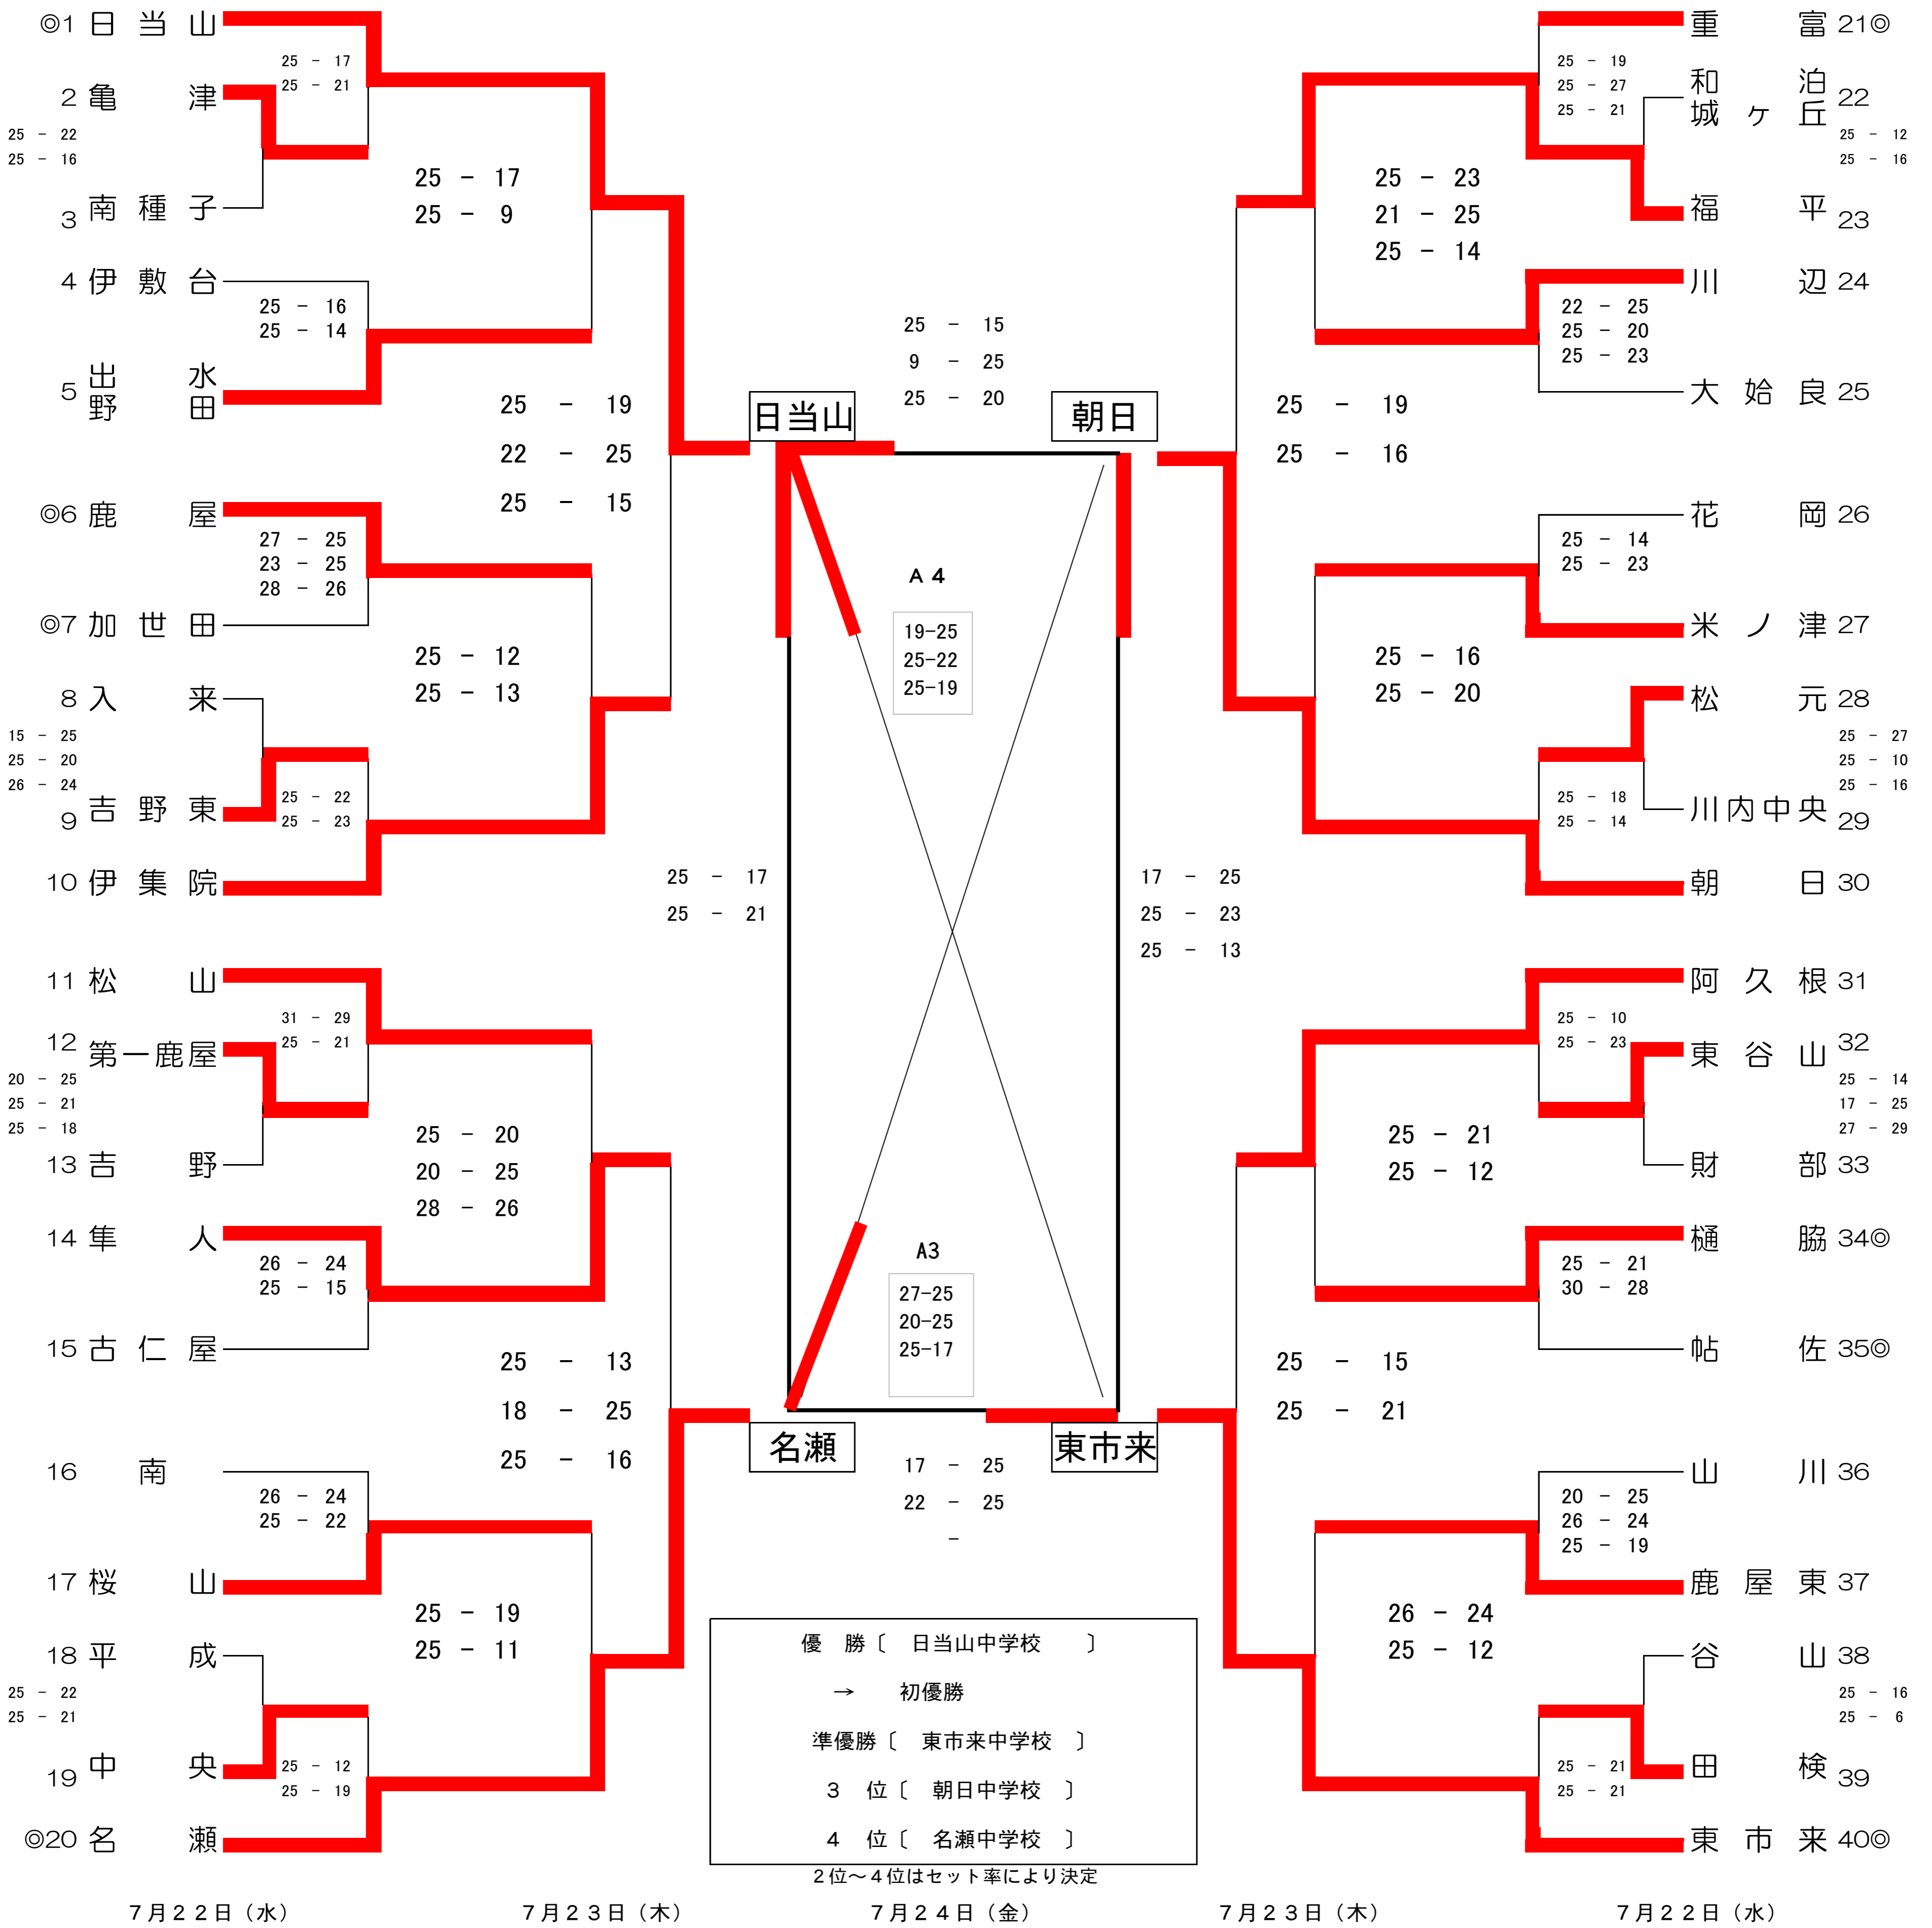 ◎1 日当山
25 - 17
25 - 21
2 亀津
25 - 22
25 - 16
3 南種子
25 - 17
25 - 9
4 伊敷台
25 - 16
25 - 14
5 出水
野田
25 - 19
22 - 25
25 - 15
◎6 鹿屋
27 - 25
23 - 25
28 - 26
◎7 加世田
25 - 12
25 - 13
8 入来
15 - 25
25 - 20
26 - 24
9 吉野東
25 - 22
25 - 23
10 伊集院
11 松山
31 - 29
25 - 21
12 第一鹿屋
20 - 25
25 - 21
25 - 18
13 吉野
25 - 20
20 - 25
28 - 26
14 隼人
26 - 24
25 - 15
15 古仁屋
25 - 13
18 - 25
25 - 16
16 南
26 - 24
25 - 22
17 桜山
25 - 19
25 - 11
18 平成
25 - 22
25 - 21
19 中央
25 - 12
25 - 19
◎20 名瀬
25 - 15
9 - 25
25 - 20
日当山
朝日
A４
19-25
25-22
25-19
25 - 17
25 - 21
17 - 25
25 - 23
25 - 13
A3
27-25
20-25
25-17
名瀬
東市来
17 - 25
22 - 25
-
優　勝〔　日当山中学校　　〕
→　　初優勝
準優勝〔　東市来中学校　〕
３　位〔　朝日中学校　〕
４　位〔　名瀬中学校　〕
２位～４位はセット率により決定
重富 21◎
25 - 19
25 - 27
25 - 21
和泊
城ヶ丘 22
25 - 12
25 - 16
福平 23
25 - 23
21 - 25
25 - 14
川辺 24
22 - 25
25 - 20
25 - 23
大姶良 25
25 - 19
25 - 16
花岡 26
25 - 14
25 - 23
米ノ津 27
25 - 16
25 - 20
松元 28
25 - 27
25 - 10
25 - 16
川内中央 29
25 - 18
25 - 14
朝日 30
阿久根 31
25 - 10
25 - 23
東谷山 32
25 - 14
17 - 25
27 - 29
財部 33
25 - 21
25 - 12
樋脇 34◎
25 - 21
30 - 28
帖佐 35◎
25 - 15
25 - 21
山川 36
20 - 25
26 - 24
25 - 19
鹿屋東 37
26 - 24
25 - 12
谷山 38
25 - 16
25 - 6
田検 39
25 - 21
25 - 21
東市来 40◎
７月２２日（水）
７月２３日（木）
７月２４日（金）
７月２３日（木）
７月２２日（水）